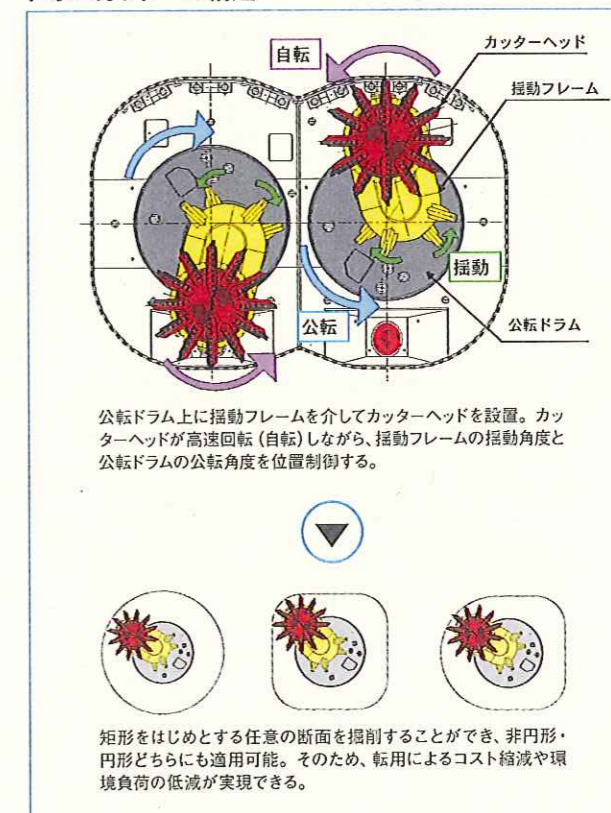 自転
カッターヘッド
揺動フレーム
揺動
公転
公転ドラム
公転ドラム上に揺動フレームを介してカッターヘッドを設置。カッ
ターヘッドが高速回転（自転）しながら、揺動フレームの揺動角度と
公転ドラムの公転角度を位置制御する。
矩形をはじめとする任意の断面を掘削することができ、非円形・
円形どちらにも適用可能。そのため、転用によるコスト縮減や環
境負荷の低減が実現できる。